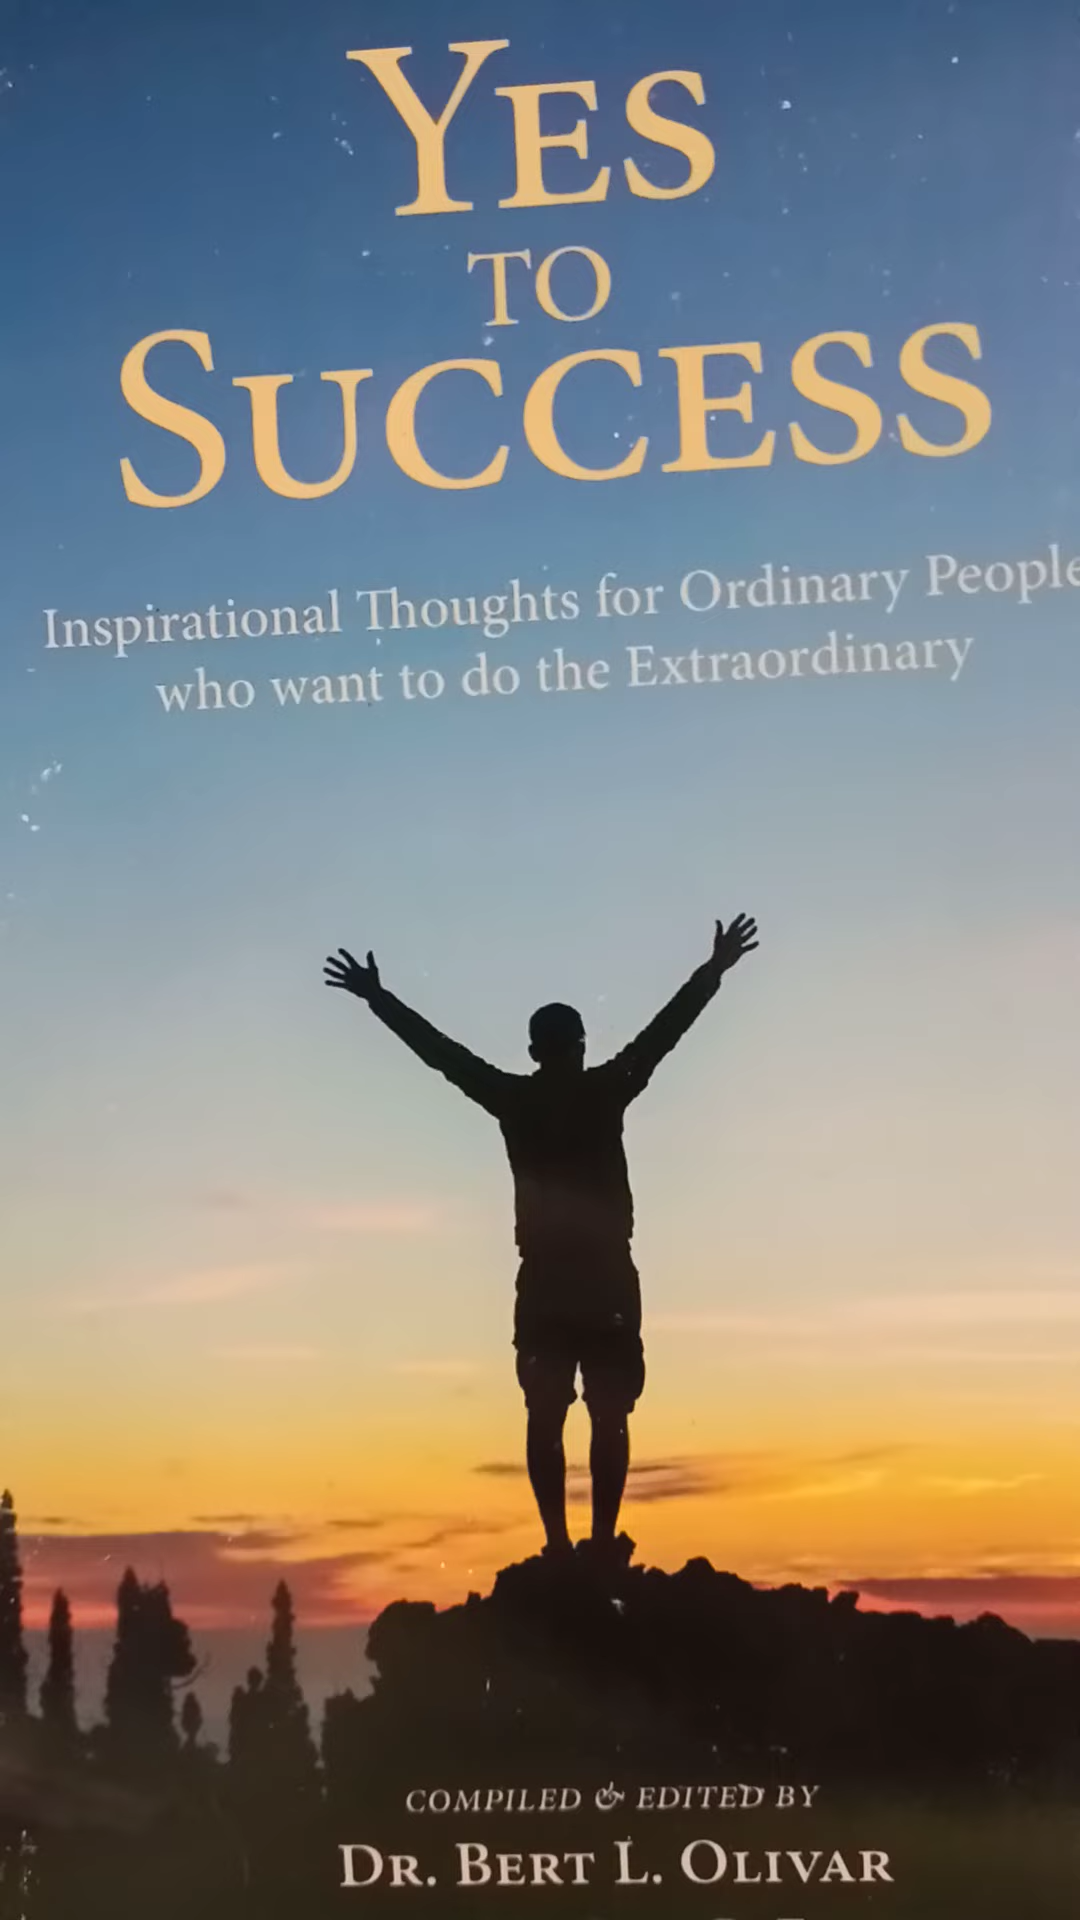 YES
TO
SUCCESS
Inspirational Thoughts for Ordinary People
who want to do the Extraordinary
COMPILED & EDITED BY
DR. BERT L. OLIVAR